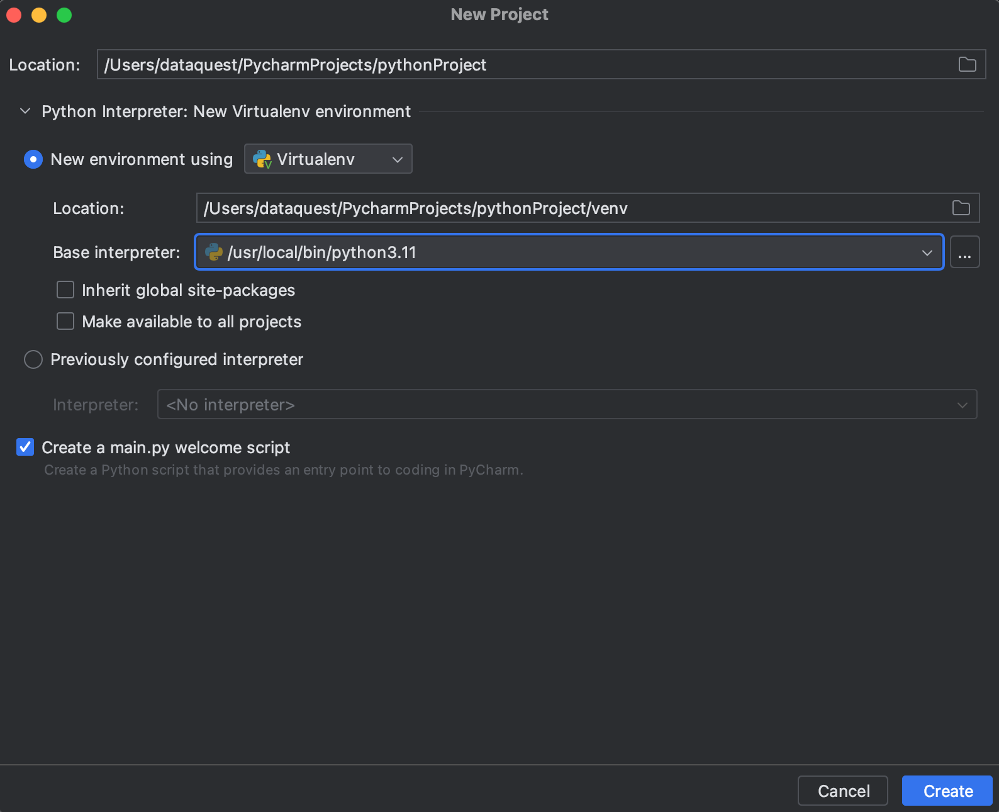 New Project
Location: /Users/dataquest/PycharmProjects/pythonProject
Python Interpreter: New Virtualenv environment
New environment using Virtualenv
Location: /Users/dataquest/PycharmProjects/pythonProject/venv
Base interpreter: /usr/local/bin/python3.11 ...
Inherit global site-packages
Make available to all projects
Previously configured interpreter
Interpreter: <No interpreter>
Create a main.py welcome script
Create a Python script that provides an entry point to coding in PyCharm.
Cancel Create